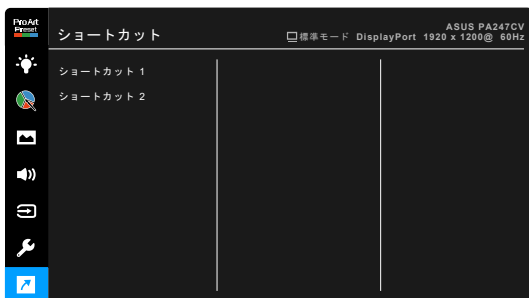 ProArt
Preset
ショートカット
ASUS PA247CV
標準モード DisplayPort 1920 x 1200@ 60Hz
ショートカット 1
ショートカット 2